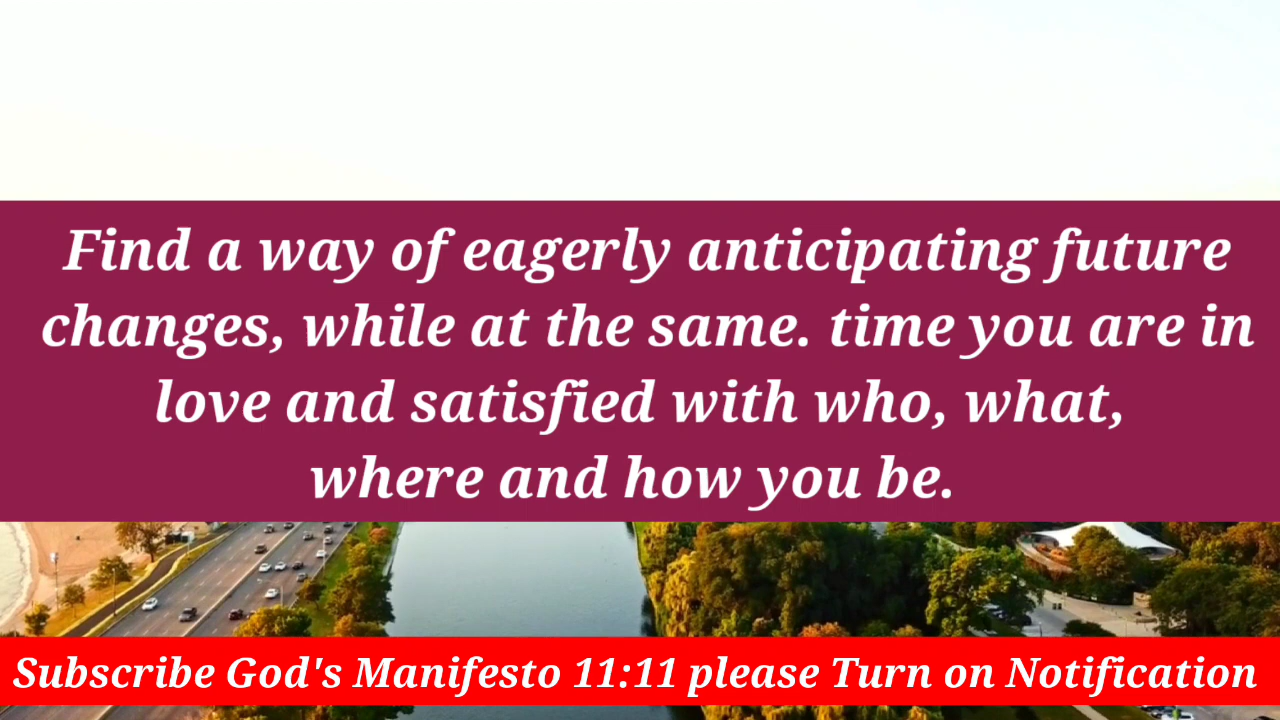 Find a way of eagerly anticipating future
changes, while at the same. time you are in
love and satisfied with who, what,
where and how you be.
Subscribe God's Manifesto 11:11 please Turn on Notification